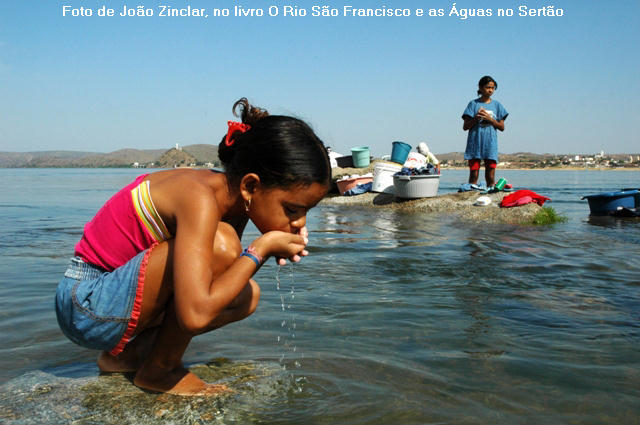 Foto de João Zinclar, no livro O Rio São Francisco e as Águas no Sertão